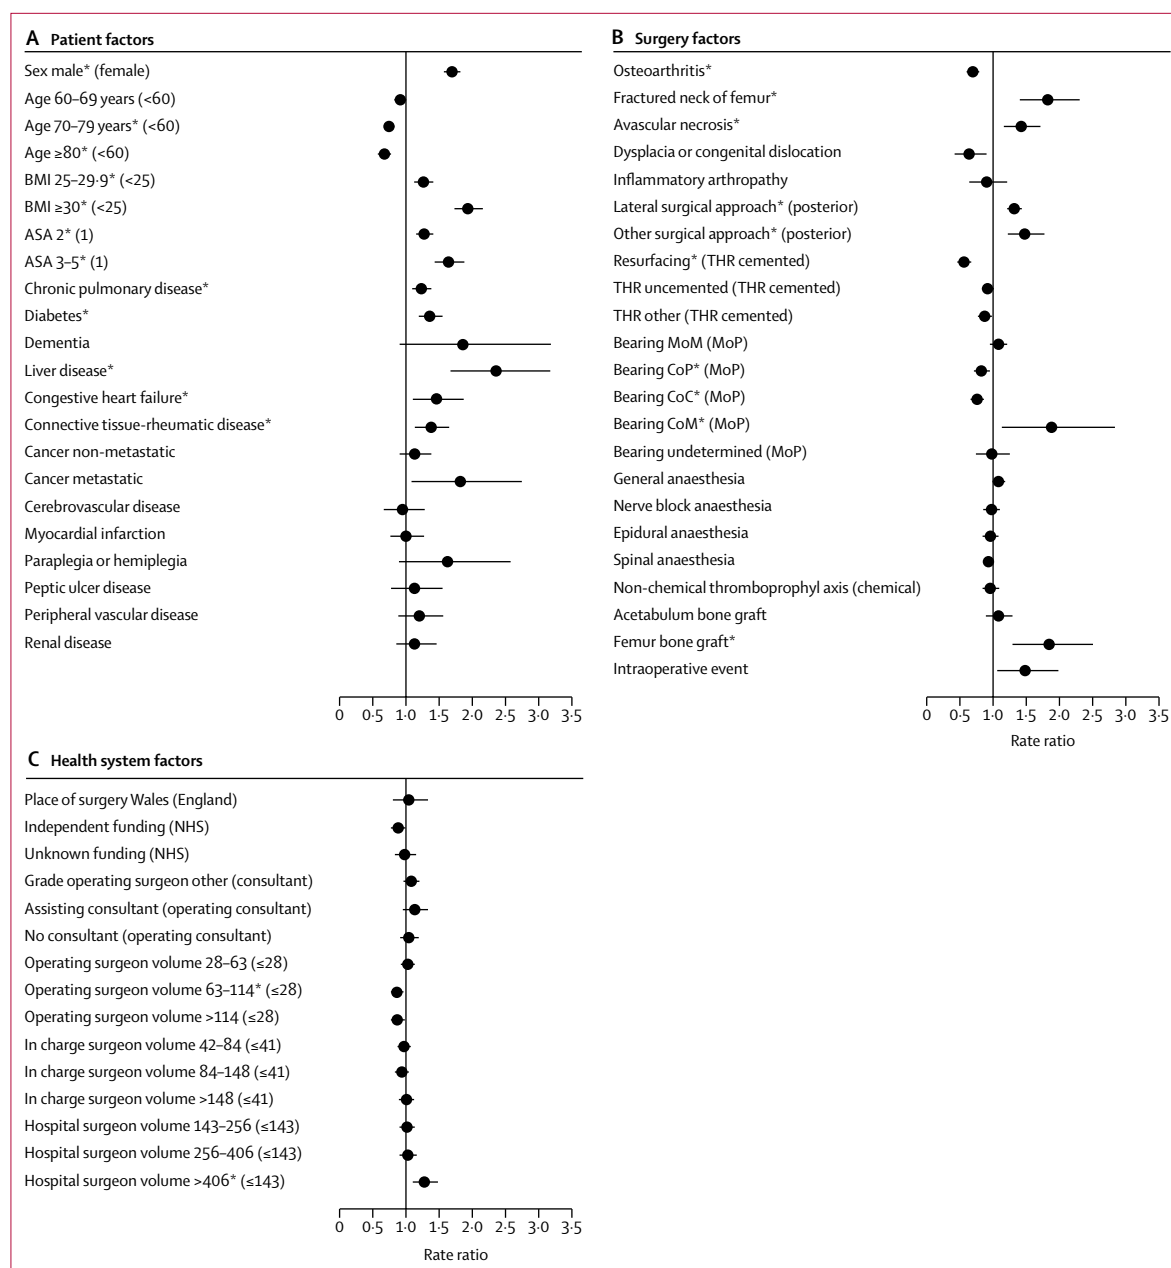 A Patient factors
Sex male* (female)
Age 60–69 years (<60)
Age 70–79 years* (<60)
Age ≥80* (<60)
BMI 25–29·9* (<25)
BMI ≥30* (<25)
ASA 2* (1)
ASA 3–5* (1)
Chronic pulmonary disease*
Diabetes*
Dementia
Liver disease*
Congestive heart failure*
Connective tissue-rheumatic disease*
Cancer non-metastatic
Cancer metastatic
Cerebrovascular disease
Myocardial infarction
Paraplegia or hemiplegia
Peptic ulcer disease
Peripheral vascular disease
Renal disease
0 0·5 1·0 1·5 2·0 2·5 3·0 3·5
B Surgery factors
Osteoarthritis*
Fractured neck of femur*
Avascular necrosis*
Dysplacia or congenital dislocation
Inflammatory arthropathy
Lateral surgical approach* (posterior)
Other surgical approach* (posterior)
Resurfacing* (THR cemented)
THR uncemented (THR cemented)
THR other (THR cemented)
Bearing MoM (MoP)
Bearing CoP* (MoP)
Bearing CoC* (MoP)
Bearing CoM* (MoP)
Bearing undetermined (MoP)
General anaesthesia
Nerve block anaesthesia
Epidural anaesthesia
Spinal anaesthesia
Non-chemical thromboprophyl axis (chemical)
Acetabulum bone graft
Femur bone graft*
Intraoperative event
0 0·5 1·0 1·5 2·0 2·5 3·0 3·5
Rate ratio
C Health system factors
Place of surgery Wales (England)
Independent funding (NHS)
Unknown funding (NHS)
Grade operating surgeon other (consultant)
Assisting consultant (operating consultant)
No consultant (operating consultant)
Operating surgeon volume 28–63 (≤28)
Operating surgeon volume 63–114* (≤28)
Operating surgeon volume >114 (≤28)
In charge surgeon volume 42–84 (≤41)
In charge surgeon volume 84–148 (≤41)
In charge surgeon volume >148 (≤41)
Hospital surgeon volume 143–256 (≤143)
Hospital surgeon volume 256–406 (≤143)
Hospital surgeon volume >406* (≤143)
0 0·5 1·0 1·5 2·0 2·5 3·0 3·5
Rate ratio